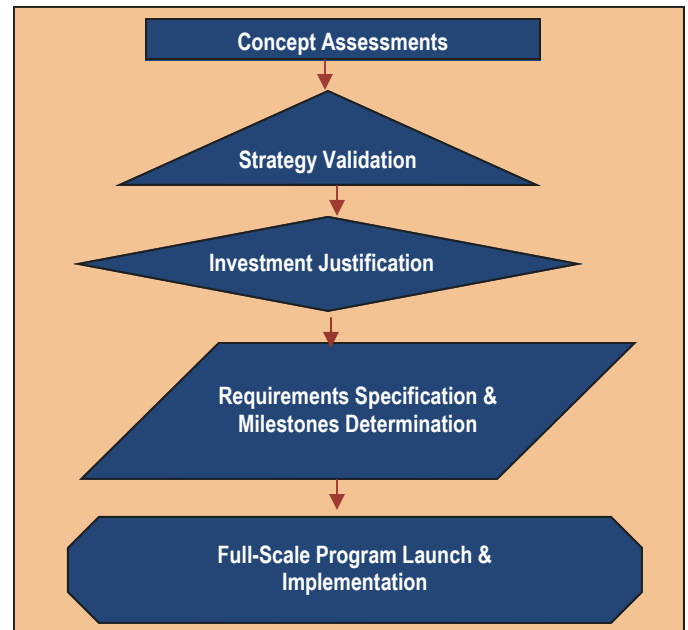 Concept Assessments
Strategy Validation
Investment Justification
Requirements Specification &
Milestones Determination
Full-Scale Program Launch &
Implementation